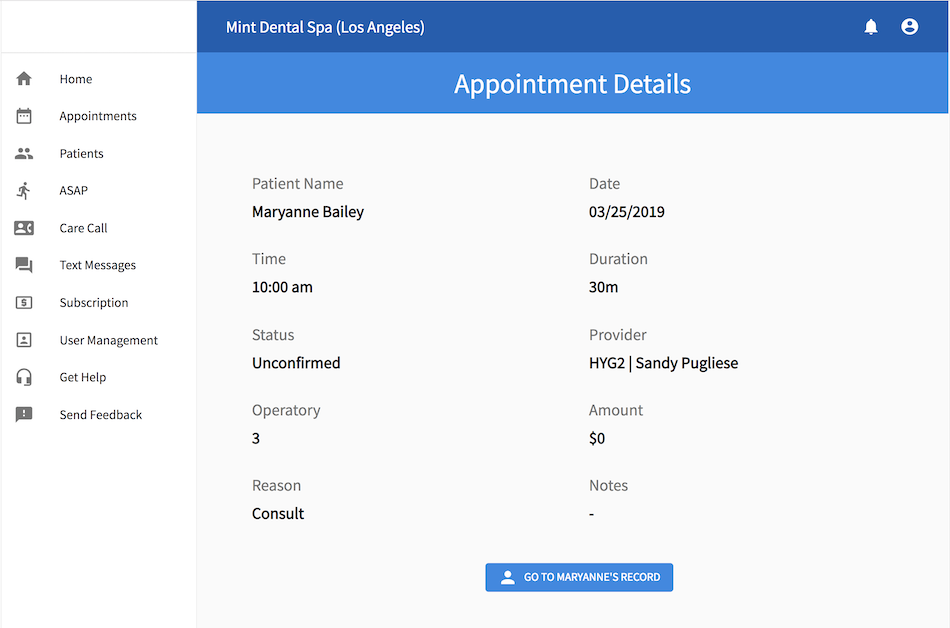 Mint Dental Spa (Los Angeles)
Appointment Details
Home
Appointments
Patients
ASAP
Care Call
Text Messages
Subscription
User Management
Get Help
Send Feedback
Patient Name
Maryanne Bailey
Date
03/25/2019
Time
10:00 am
Duration
30m
Status
Unconfirmed
Provider
HYG2 | Sandy Pugliese
Operatory
3
Amount
$0
Reason
Consult
Notes
-
GO TO MARYANNE'S RECORD